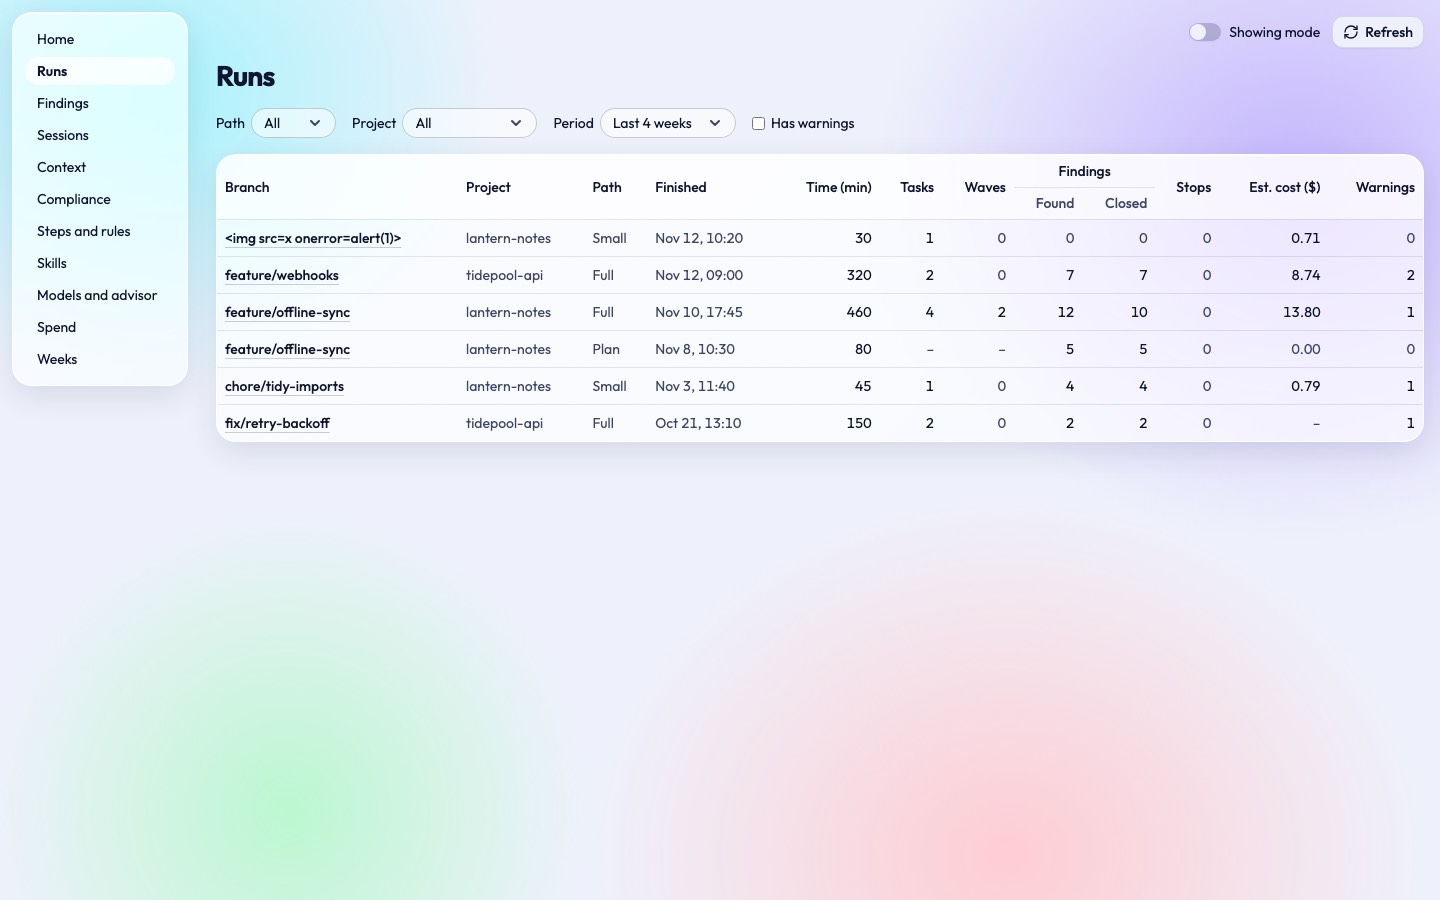 Home
Runs
Findings
Sessions
Context
Compliance
Steps and rules
Skills
Models and advisor
Spend
Weeks
Showing mode
Refresh
Runs
Path All Project All Period Last 4 weeks Has warnings
Findings
Branch Project Path Finished Time (min) Tasks Waves Stops Est. cost ($) Warnings
Found Closed
<img src=x onerror=alert(1)> lantern-notes Small Nov 12, 10:20 30 1 0 0 0 0 0.71 0
feature/webhooks tidepool-api Full Nov 12, 09:00 320 2 0 7 7 0 8.74 2
feature/offline-sync lantern-notes Full Nov 10, 17:45 460 4 2 12 10 0 13.80 1
feature/offline-sync lantern-notes Plan Nov 8, 10:30 80 – – 5 5 0 0.00 0
chore/tidy-imports lantern-notes Small Nov 3, 11:40 45 1 0 4 4 0 0.79 1
fix/retry-backoff tidepool-api Full Oct 21, 13:10 150 2 0 2 2 0 – 1